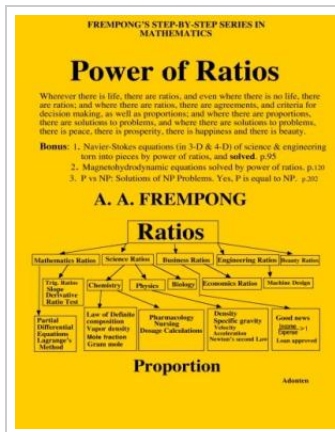 FREMPONG'S STEP-BY-STEP SERIES IN
MATHEMATICS
Power of Ratios
Wherever there is life, there are ratios, and even where there is no life, there
are ratios; and where there are ratios, there are agreements, and criteria for
decision making, as well as proportions; and where there are proportions,
there are solutions to problems, and where there are solutions to problems,
there is peace, there is prosperity, there is happiness and there is beauty.
Bonus: 1. Navier-Stokes equations (in 3-D & 4-D) of science & engineering
torn into pieces by power of ratios, and solved. p.95
2. Magnetohydrodynamic equations solved by power of ratios. p.120
3. P vs NP: Solutions of NP Problems. Yes, P is equal to NP. p.202
A. A. FREMPONG
Ratios
Mathematics Ratios
Science Ratios
Business Ratios
Engineering Ratios
Beauty Ratios
Trig. Ratios
Slope
Derivative
Ratio Test
Chemistry
Physics
Biology
Economics Ratios
Machine Design
Partial
Differential
Equations
Lagrange's
Method
Law of Definite
composition
Vapor density
Mole fraction
Gram mole
Pharmacology
Nursing
Dosage Calculations
Density
Specific gravity
Velocity
Acceleration
Newton's second Law
Good news
Income
Expense
>1
Loan approved
Proportion
Adonten